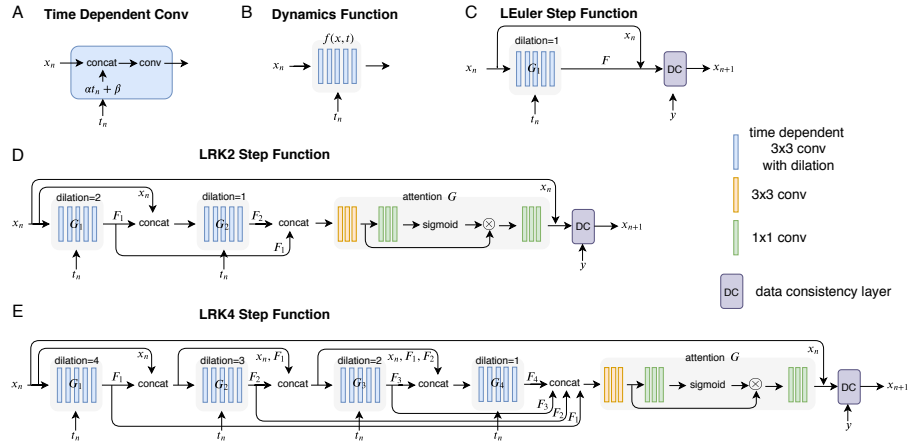 A Time Dependent Conv
x_n concat conv
αt_n + β
t_n
B Dynamics Function
f(x, t)
x_n
t_n
C LEuler Step Function
x_n
dilation=1
x_n G_1 F DC x_{n+1}
t_n y
D LRK2 Step Function
dilation=2 x_n dilation=1 attention G x_n
x_n G_1 F_1 concat G_2 F_2 concat sigmoid ⊗ DC x_{n+1}
F_1
t_n t_n y
time dependent
3x3 conv
with dilation
3x3 conv
1x1 conv
DC data consistency layer
E LRK4 Step Function
dilation=4 x_n dilation=3 x_n, F_1 dilation=2 x_n, F_1, F_2 dilation=1 attention G x_n
x_n G_1 F_1 concat G_2 F_2 concat G_3 F_3 concat G_4 F_4 concat sigmoid ⊗ DC x_{n+1}
F_3 F_2 F_1
t_n t_n t_n t_n y